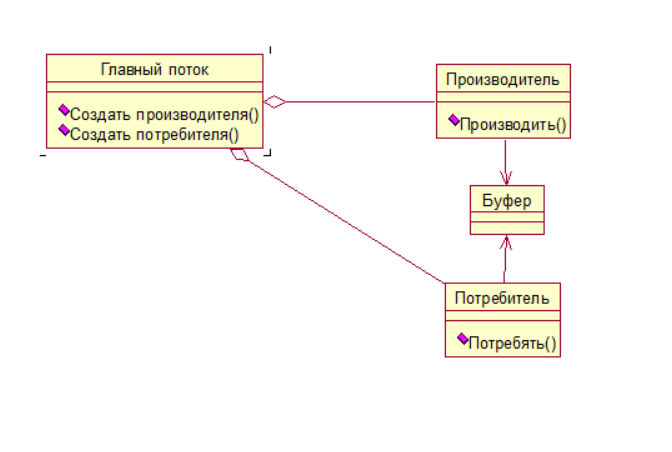 Главный поток
Создать производителя()
Создать потребителя()
Производитель
Производить()
Буфер
Потребитель
Потребять()